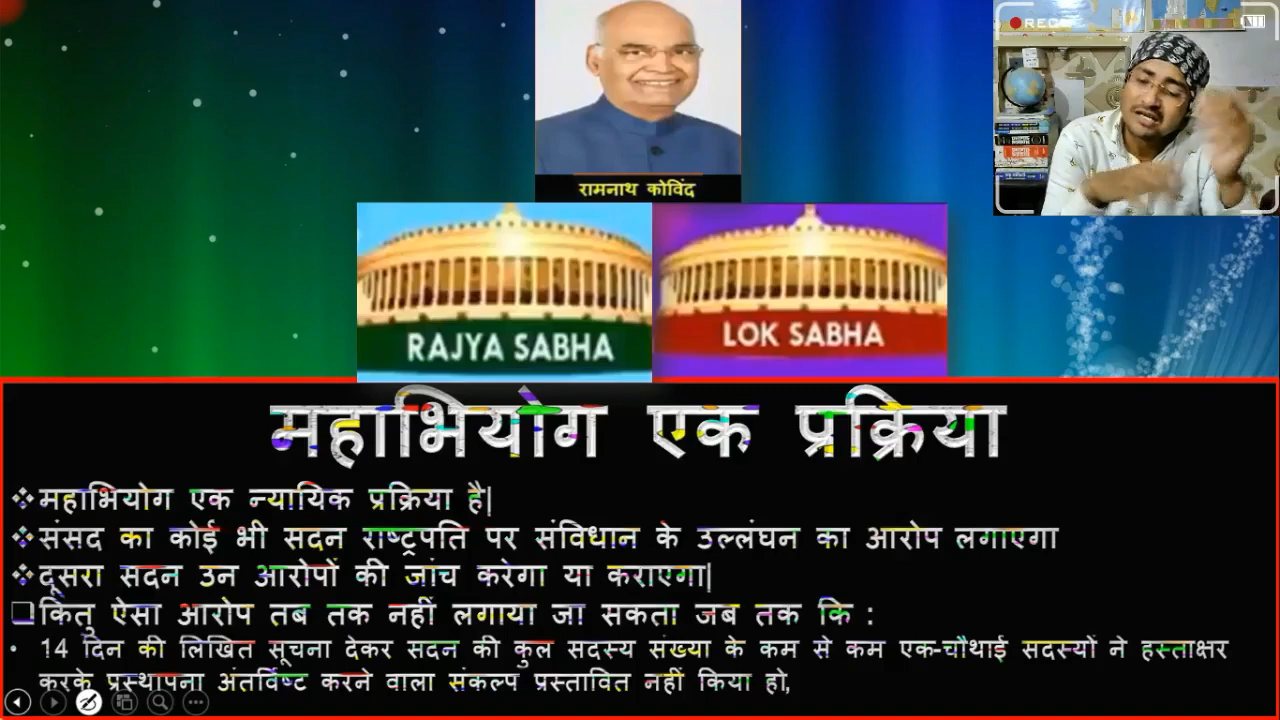 REC
रामनाथ कोविंद
RAJYA SABHA
LOK SABHA
महाभियोग एक प्रक्रिया
❖महाभियोग एक न्यायिक प्रक्रिया है|
❖संसद का कोई भी सदन राष्ट्रपति पर संविधान के उल्लंघन का आरोप लगाएगा
❖दूसरा सदन उन आरोपों की जांच करेगा या कराएगा|
❑किंतु ऐसा आरोप तब तक नहीं लगाया जा सकता जब तक कि :
• 14 दिन की लिखित सूचना देकर सदन की कुल सदस्य संख्या के कम से कम एक-चौथाई सदस्यों ने हस्ताक्षर
करके प्रस्थापना अंतर्विष्ट करने वाला संकल्प प्रस्तावित नहीं किया हो,